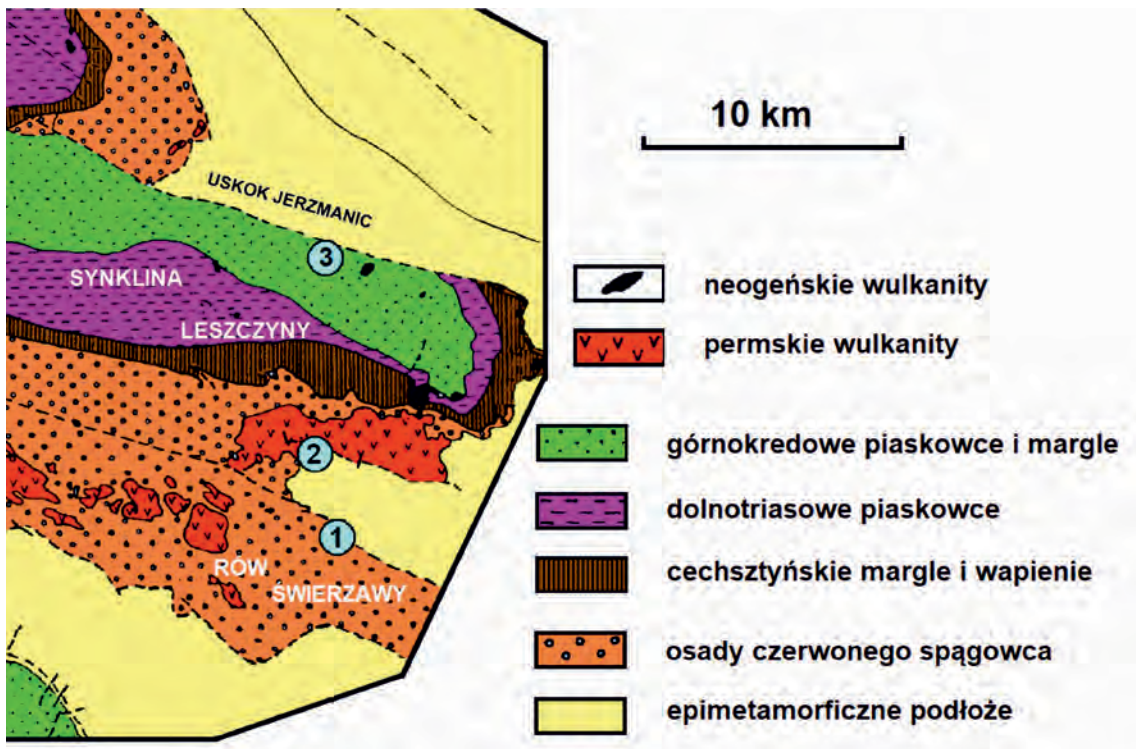 10 km
USKOK JERZMANIC
3
SYNKLINA
LESZCZYNY
2
1
RÓW
ŚWIERZAWY
neogeńskie wulkanity
permskie wulkanity
górnokredowe piaskowce i margle
dolnotriasowe piaskowce
cechsztyńskie margle i wapienie
osady czerwonego spągowca
epimetamorficzne podłoże